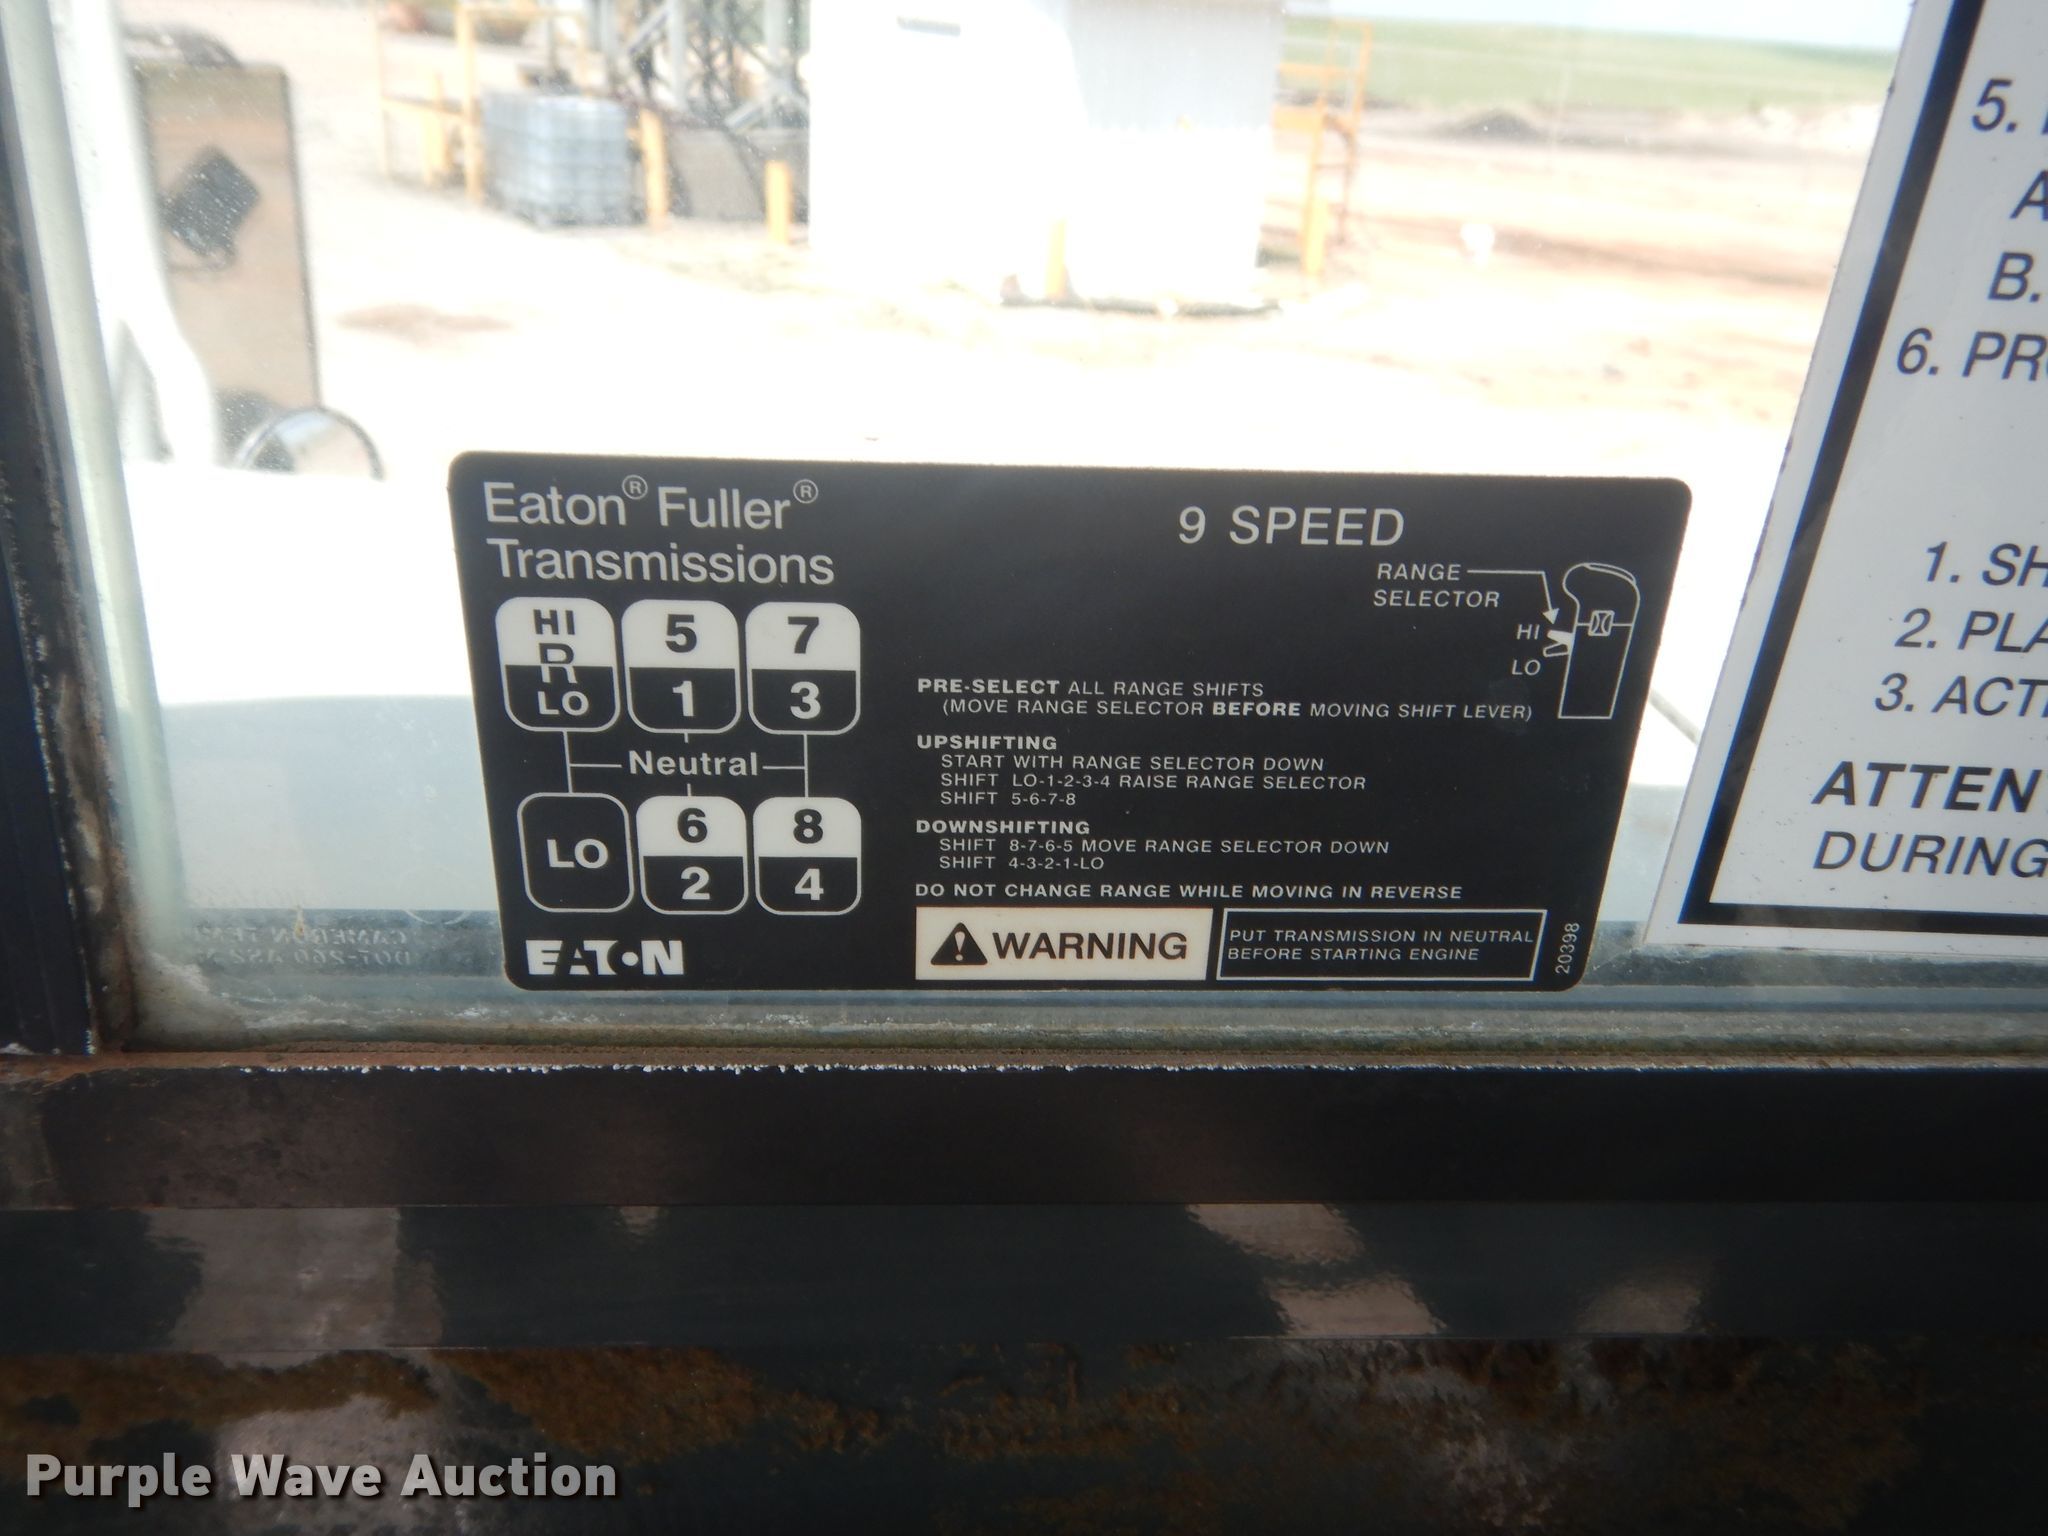 Eaton® Fuller®
Transmissions
9 SPEED
RANGE
SELECTOR
HI
LO
HI
R
LO
5
1
7
3
Neutral
LO
6
2
8
4
EATON
PRE-SELECT ALL RANGE SHIFTS
(MOVE RANGE SELECTOR BEFORE MOVING SHIFT LEVER)
UPSHIFTING
START WITH RANGE SELECTOR DOWN
SHIFT LO-1-2-3-4 RAISE RANGE SELECTOR
SHIFT 5-6-7-8
DOWNSHIFTING
SHIFT 8-7-6-5 MOVE RANGE SELECTOR DOWN
SHIFT 4-3-2-1-LO
DO NOT CHANGE RANGE WHILE MOVING IN REVERSE
WARNING
PUT TRANSMISSION IN NEUTRAL
BEFORE STARTING ENGINE
20398
5.
A
B.
6. PR
1. SH
2. PLA
3. ACT
ATTEN
DURING
Purple Wave Auction